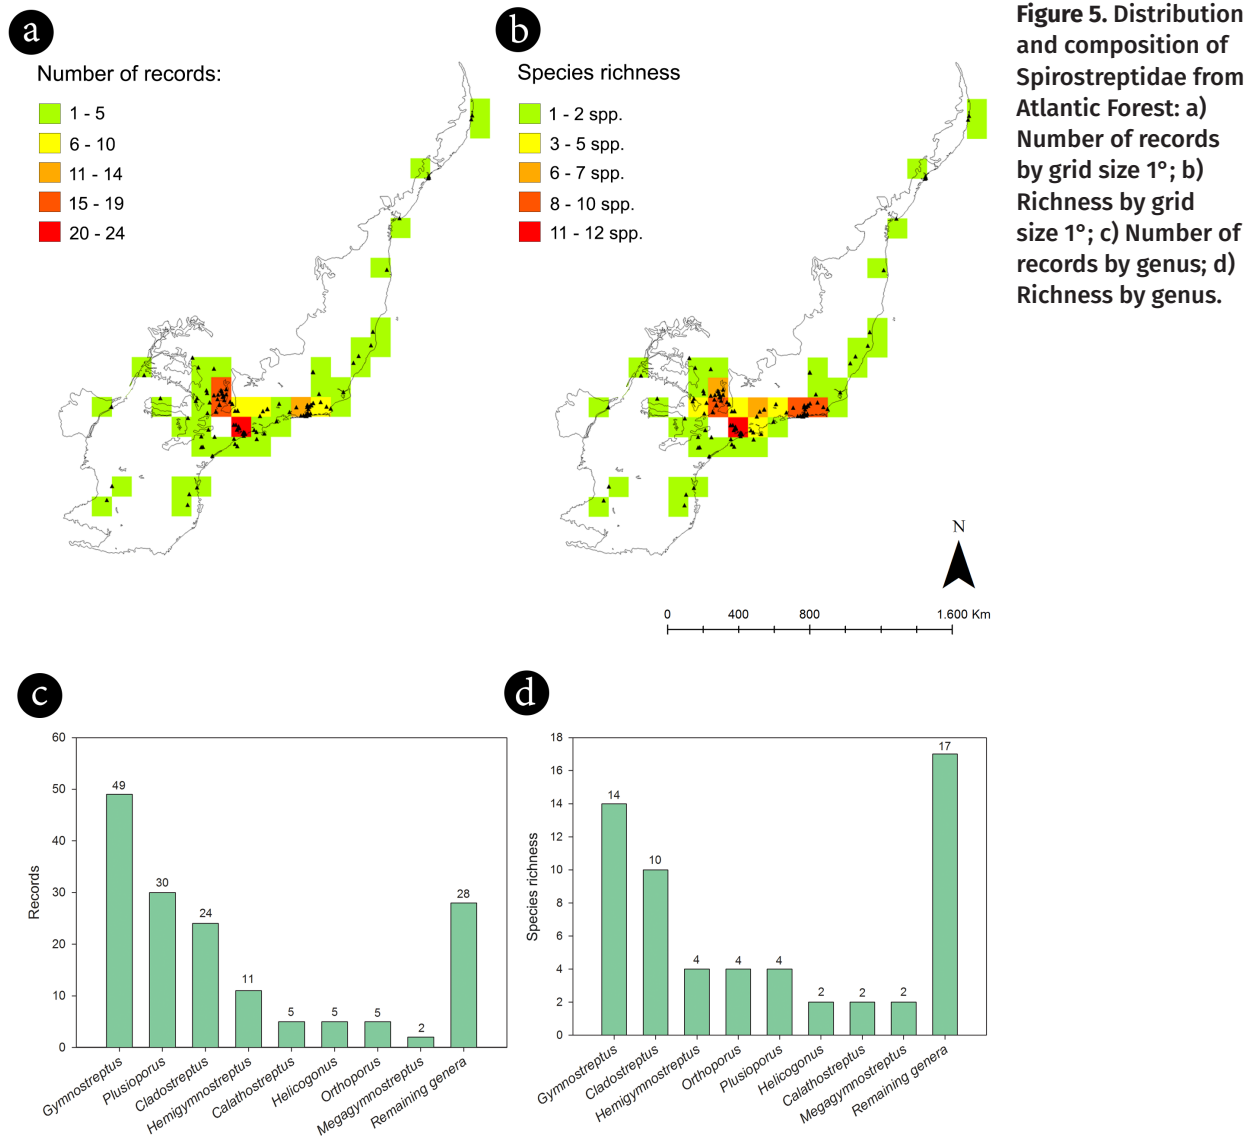 a
Number of records:
1 - 5
6 - 10
11 - 14
15 - 19
20 - 24
b
Species richness
1 - 2 spp.
3 - 5 spp.
6 - 7 spp.
8 - 10 spp.
11 - 12 spp.
N
0 400 800 1.600 Km
Figure 5. Distribution
and composition of
Spirostreptidae from
Atlantic Forest: a)
Number of records
by grid size 1°; b)
Richness by grid
size 1°; c) Number of
records by genus; d)
Richness by genus.
c
Records
60
50
40
30
20
10
0
49
30
24
11
5
5
5
2
28
Gymnostreptus
Plusioporus
Cladostreptus
Hemigymnostreptus
Calathostreptus
Helicogonus
Orthoporus
Megagymnostreptus
Remaining genera
d
Species richness
18
16
14
12
10
8
6
4
2
0
14
10
4
4
4
2
2
2
17
Gymnostreptus
Cladostreptus
Hemigymnostreptus
Orthoporus
Plusioporus
Helicogonus
Calathostreptus
Megagymnostreptus
Remaining genera